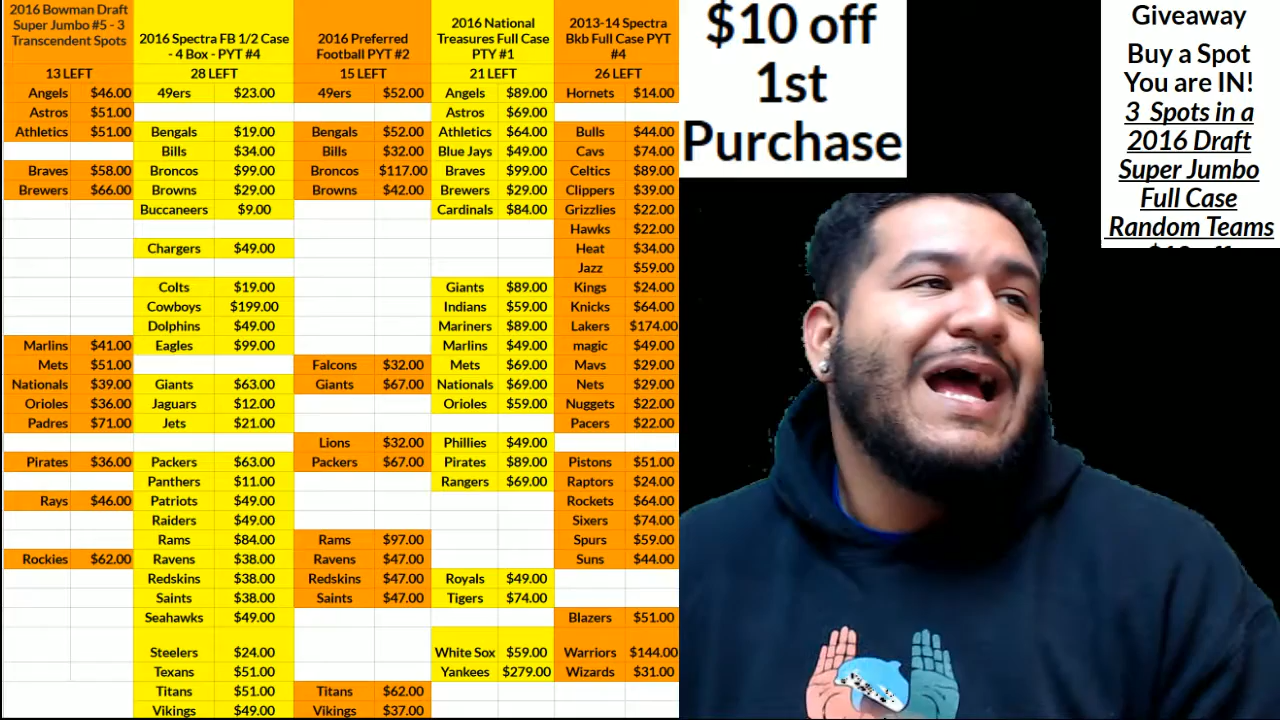 2016 Bowman Draft
Super Jumbo #5 - 3
Transcendent Spots
13 LEFT
Angels $46.00
Astros $51.00
Athletics $51.00
Braves $58.00
Brewers $66.00
Marlins $41.00
Mets $51.00
Nationals $39.00
Orioles $36.00
Padres $71.00
Pirates $36.00
Rays $46.00
Rockies $62.00
2016 Spectra FB 1/2 Case
- 4 Box - PYT #4
28 LEFT
49ers $23.00
Bengals $19.00
Bills $34.00
Broncos $99.00
Browns $29.00
Buccaneers $9.00
Chargers $49.00
Colts $19.00
Cowboys $199.00
Dolphins $49.00
Eagles $99.00
Giants $63.00
Jaguars $12.00
Jets $21.00
Packers $63.00
Panthers $11.00
Patriots $49.00
Raiders $49.00
Rams $84.00
Ravens $38.00
Redskins $38.00
Saints $38.00
Seahawks $49.00
Steelers $24.00
Texans $51.00
Titans $51.00
Vikings $49.00
2016 Preferred
Football PYT #2
15 LEFT
49ers $52.00
Bengals $52.00
Bills $32.00
Broncos $117.00
Browns $42.00
Falcons $32.00
Giants $67.00
Lions $32.00
Packers $67.00
Rams $97.00
Ravens $47.00
Redskins $47.00
Saints $47.00
Titans $62.00
Vikings $37.00
2016 National
Treasures Full Case
PTY #1
21 LEFT
Angels $89.00
Astros $69.00
Athletics $64.00
Blue Jays $49.00
Braves $99.00
Brewers $29.00
Cardinals $84.00
Giants $89.00
Indians $59.00
Mariners $89.00
Marlins $49.00
Mets $69.00
Nationals $69.00
Orioles $59.00
Phillies $49.00
Pirates $89.00
Rangers $69.00
Royals $49.00
Tigers $74.00
White Sox $59.00
Yankees $279.00
2013-14 Spectra
Bkb Full Case PYT
#4
26 LEFT
Hornets $14.00
Bulls $44.00
Cavs $74.00
Celtics $89.00
Clippers $39.00
Grizzlies $22.00
Hawks $22.00
Heat $34.00
Jazz $59.00
Kings $24.00
Knicks $64.00
Lakers $174.00
magic $49.00
Mavs $29.00
Nets $29.00
Nuggets $22.00
Pacers $22.00
Pistons $51.00
Raptors $24.00
Rockets $64.00
Sixers $74.00
Spurs $59.00
Suns $44.00
Blazers $51.00
Warriors $144.00
Wizards $31.00
$10 off
1st
Purchase
Giveaway
Buy a Spot
You are IN!
3 Spots in a
2016 Draft
Super Jumbo
Full Case
Random Teams